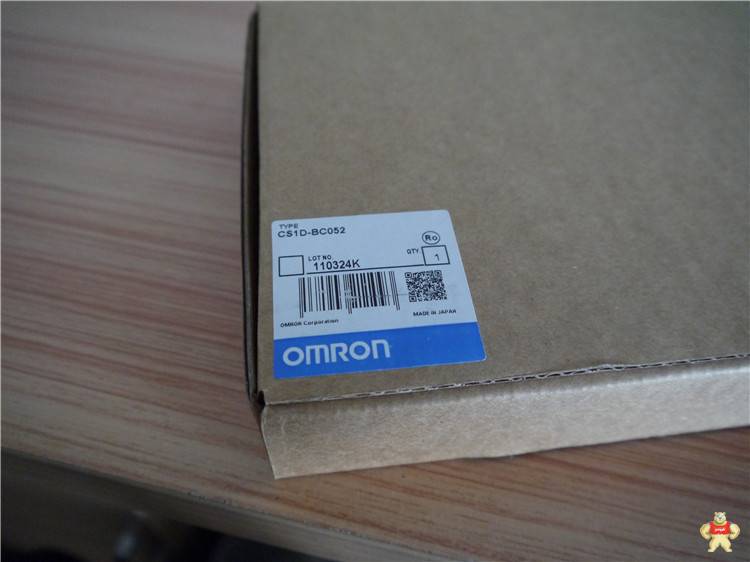 TYPE
CS1D-BC052
Ro
LOT NO. QTY.
110324K 1
OMRON Corporation MADE IN JAPAN
OMRON